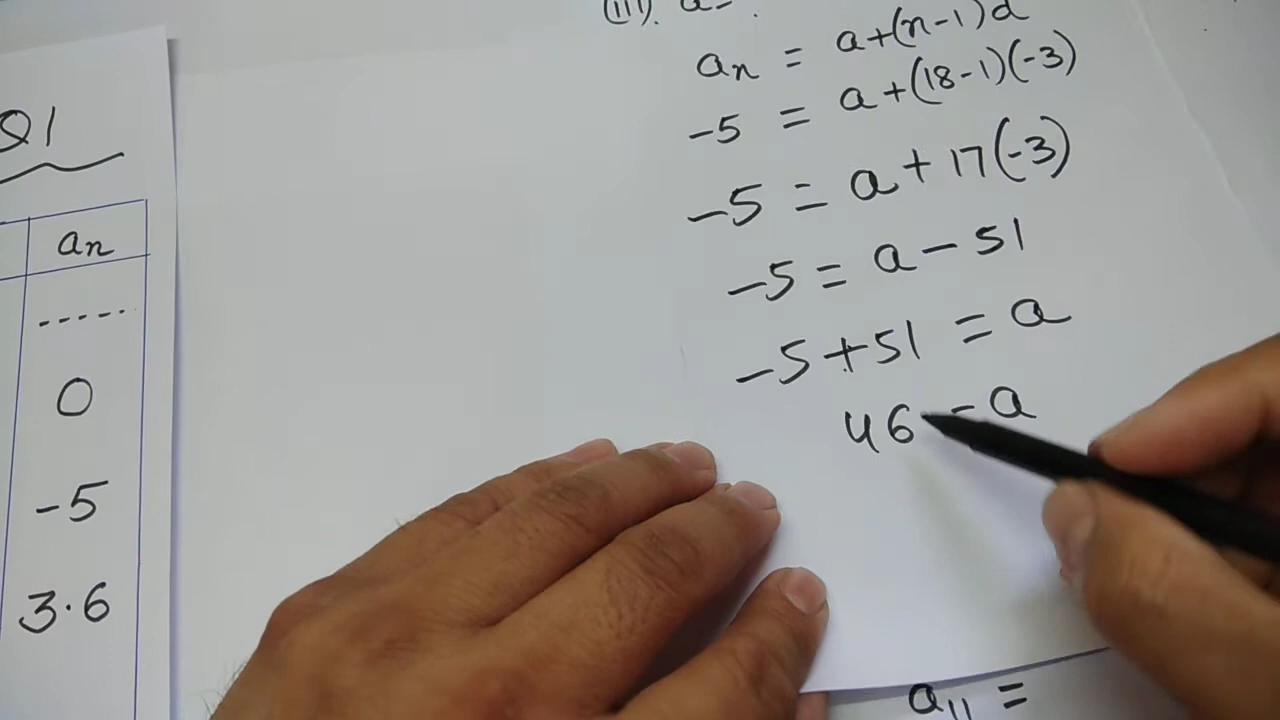 Q1
an
-----
0
-5
3.6
(iii). a=
an = a+(n-1)d
-5 = a+(18-1)(-3)
-5 = a+17(-3)
-5 = a-51
-5+51 = a
46 = a
a11 =